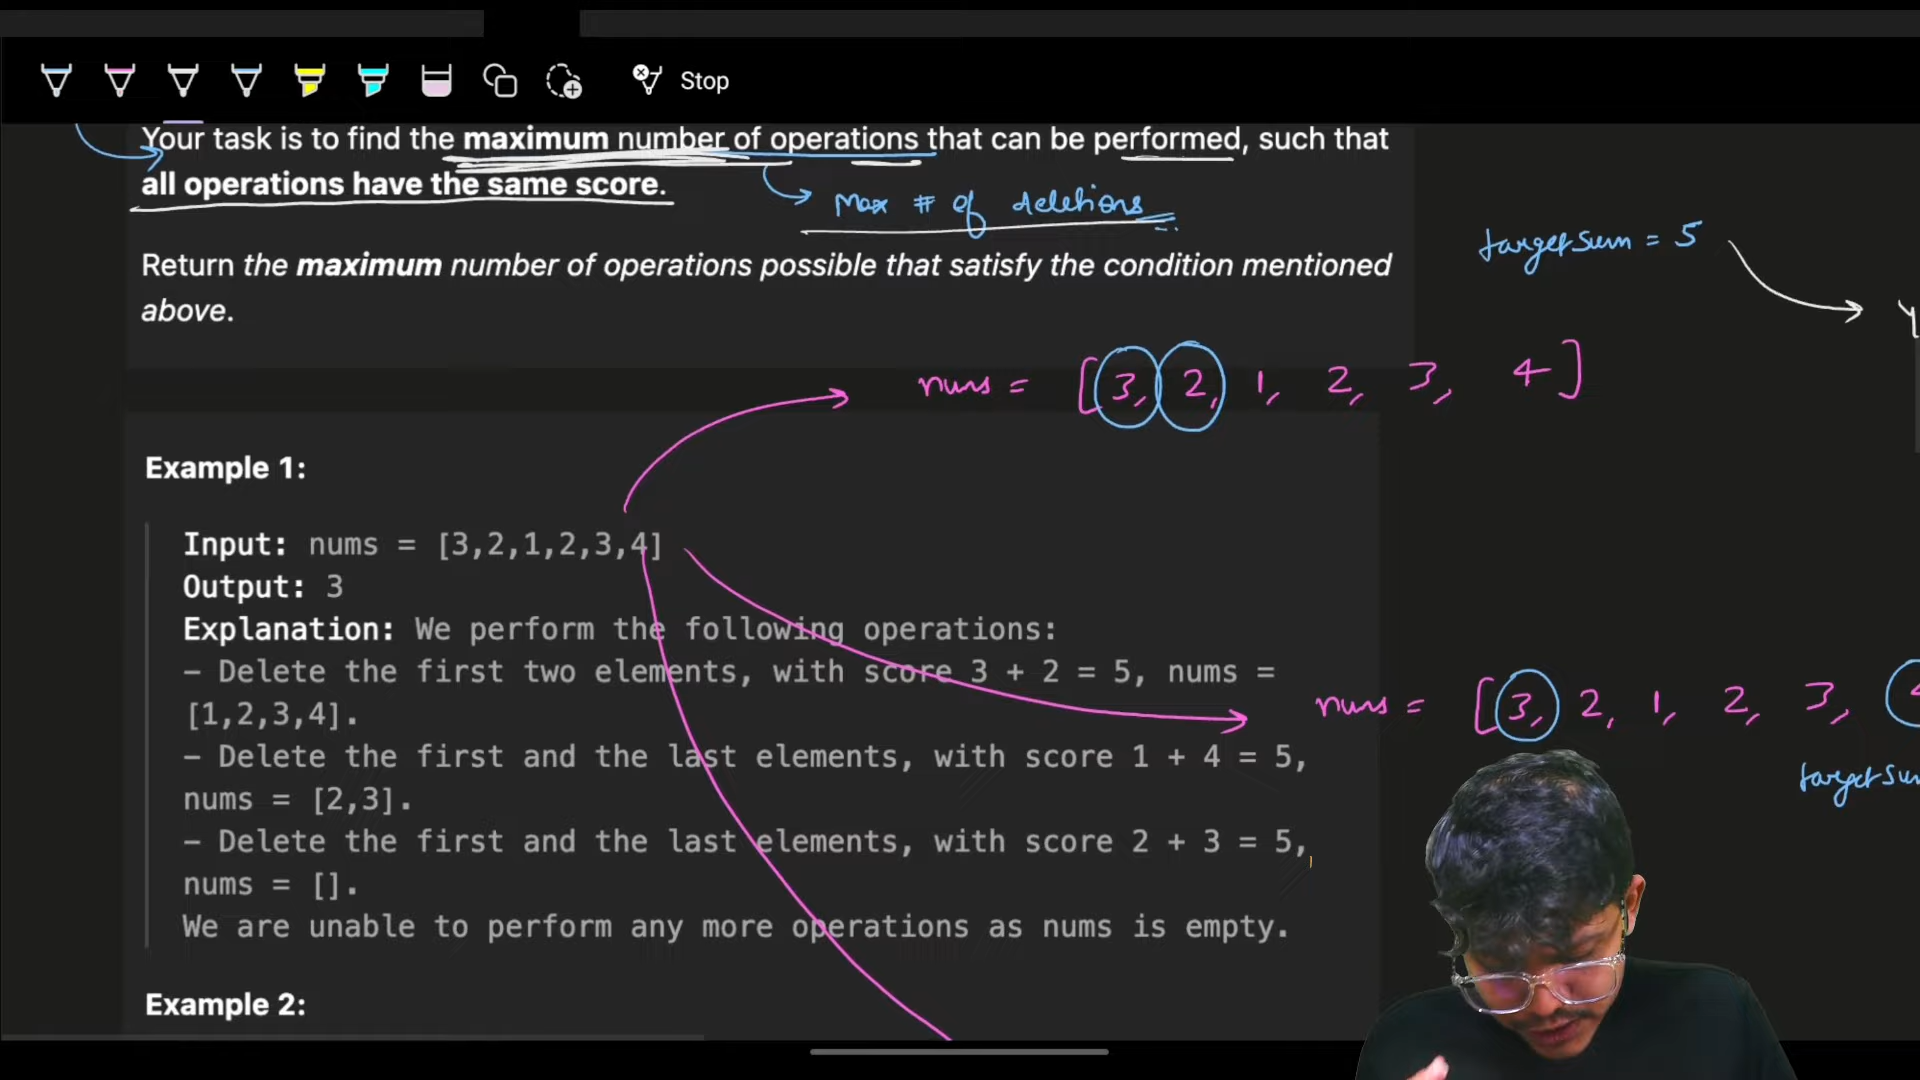 Stop
Your task is to find the maximum number of operations that can be performed, such that
all operations have the same score.
Max # of deletions
targetsum = 5
Return the maximum number of operations possible that satisfy the condition mentioned
above.
nums = [3, 2, 1, 2, 3, 4]
Example 1:
Input: nums = [3,2,1,2,3,4]
Output: 3
Explanation: We perform the following operations:
- Delete the first two elements, with score 3 + 2 = 5, nums =
[1,2,3,4].
nums = [3, 2, 1, 2, 3,
- Delete the first and the last elements, with score 1 + 4 = 5,
nums = [2,3].
- Delete the first and the last elements, with score 2 + 3 = 5,
nums = [].
We are unable to perform any more operations as nums is empty.
Example 2: